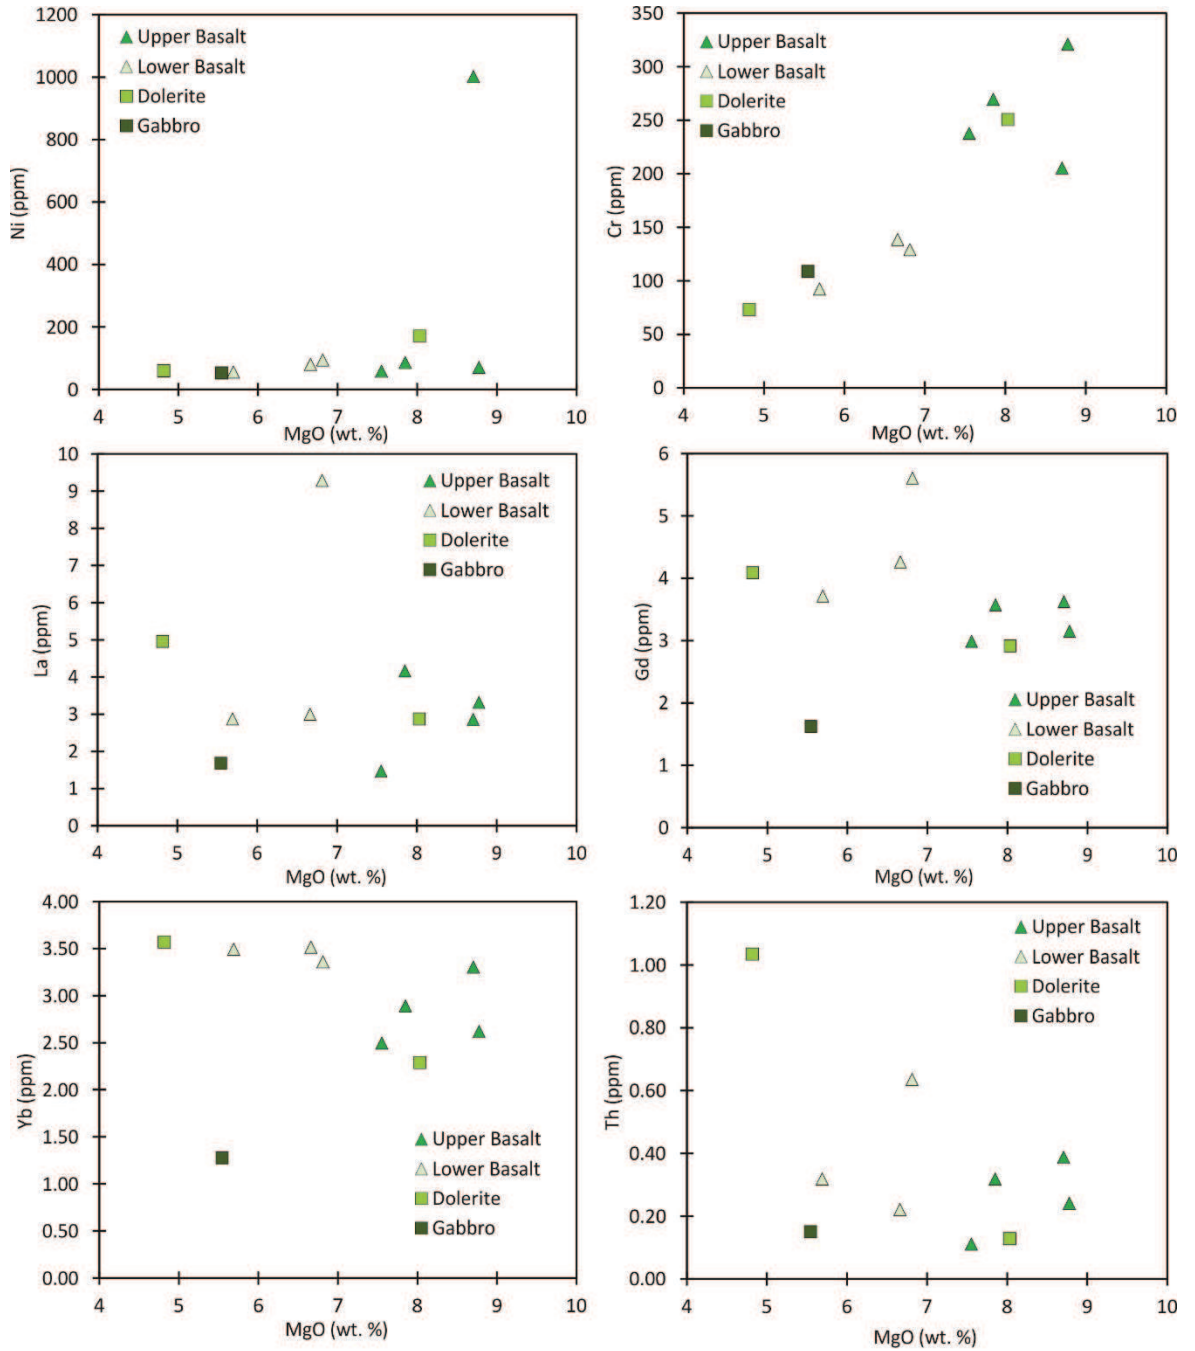 1200
1000
800
600
400
200
0
Ni (ppm)
Upper Basalt
Lower Basalt
Dolerite
Gabbro
4 5 6 7 8 9 10
MgO (wt. %)
350
300
250
200
150
100
50
0
Cr (ppm)
Upper Basalt
Lower Basalt
Dolerite
Gabbro
4 5 6 7 8 9 10
MgO (wt. %)
10
9
8
7
6
5
4
3
2
1
0
La (ppm)
Upper Basalt
Lower Basalt
Dolerite
Gabbro
4 5 6 7 8 9 10
MgO (wt. %)
6
5
4
3
2
1
0
Gd (ppm)
Upper Basalt
Lower Basalt
Dolerite
Gabbro
4 5 6 7 8 9 10
MgO (wt. %)
4.00
3.50
3.00
2.50
2.00
1.50
1.00
0.50
0.00
Yb (ppm)
Upper Basalt
Lower Basalt
Dolerite
Gabbro
4 5 6 7 8 9 10
MgO (wt. %)
1.20
1.00
0.80
0.60
0.40
0.20
0.00
Th (ppm)
Upper Basalt
Lower Basalt
Dolerite
Gabbro
4 5 6 7 8 9 10
MgO (wt. %)